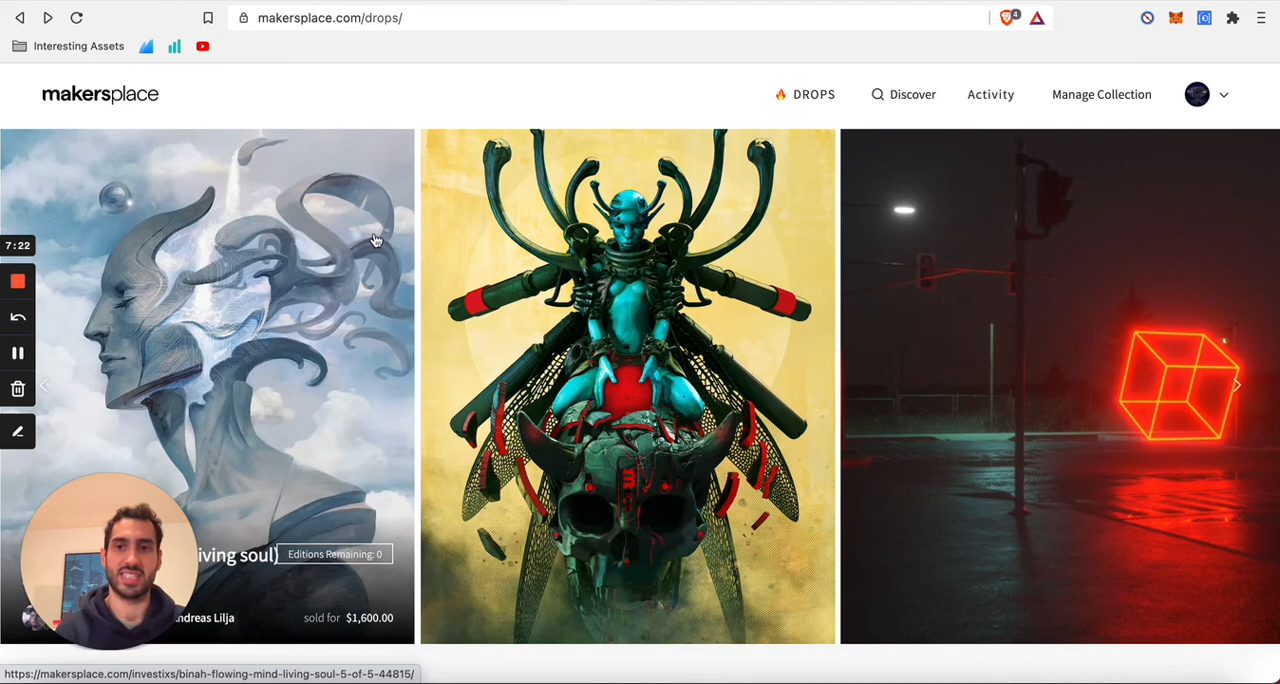 makersplace.com/drops/
4
Interesting Assets
makersplace
DROPS
Discover
Activity
Manage Collection
7:22
iving soul)
Editions Remaining: 0
ndreas Lilja
sold for $1,600.00
https://makersplace.com/investixs/binah-flowing-mind-living-soul-5-of-5-44815/